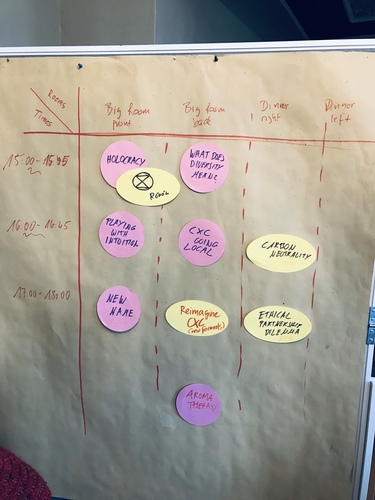 ROOMS
TIMES
Big Room
front
Big Room
back
Dinner
right
Dinner
left
15:00-15:45
HOLOCRACY
WHAT DOES
DIVERSITY
MEAN?
16:00-16:45
PLAYING
WITH
INTUITION
CXC
GOING
LOCAL
CARBON
NEUTRALITY
17:00-18:00
NEW
NAME
Reimagine
CXC
(new formats)
ETHICAL
PARTNERSHIP
DILEMMA
AROMA